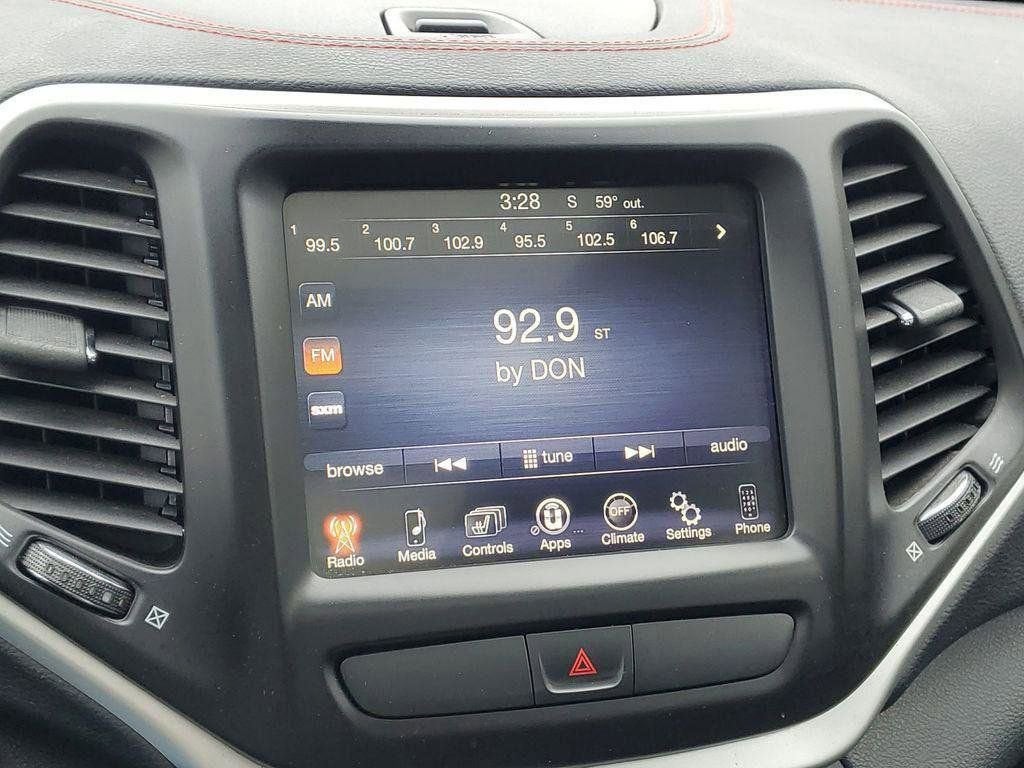 3:28 S 59° out.
1 99.5 2 100.7 3 102.9 4 95.5 5 102.5 6 106.7
AM
92.9 ST
FM
by DON
sxm
browse tune audio
Radio Media Controls Apps OFF Climate Settings Phone